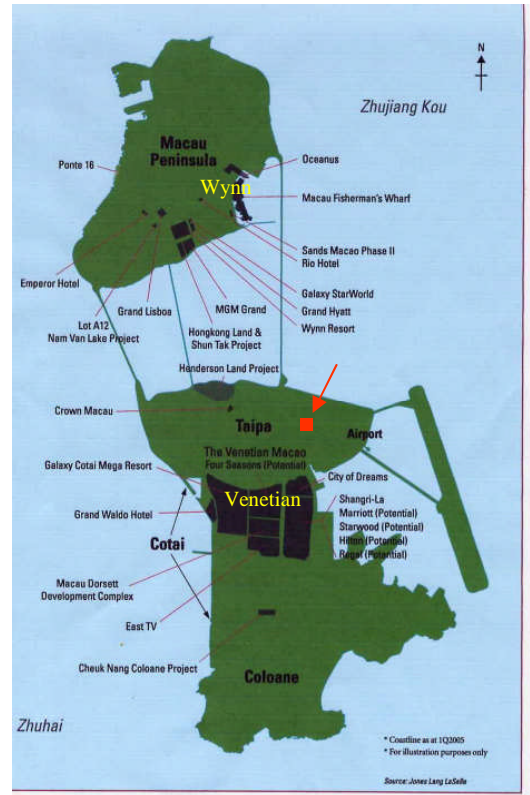 N
Zhujiang Kou
Macau
Peninsula
Oceanus
Ponte 16
Wynn
Macau Fisherman's Wharf
Sands Macao Phase II
Rio Hotel
Emperor Hotel
Galaxy StarWorld
Grand Lisboa
MGM Grand
Grand Hyatt
Lot A12
Nam Van Lake Project
Hongkong Land &
Shun Tak Project
Wynn Resort
Henderson Land Project
Crown Macau
Taipa
Airport
The Venetian Macao
Four Seasons (Potential)
Galaxy Cotai Mega Resort
City of Dreams
Venetian
Shangri-La
Marriott (Potential)
Starwood (Potential)
Hilton (Potential)
Regal (Potential)
Grand Waldo Hotel
Cotai
Macau Dorsett
Development Complex
East TV
Cheuk Nang Coloane Project
Coloane
Zhuhai
* Coastline as at 1Q2005
* For illustration purposes only
Source: Jones Lang LaSalle